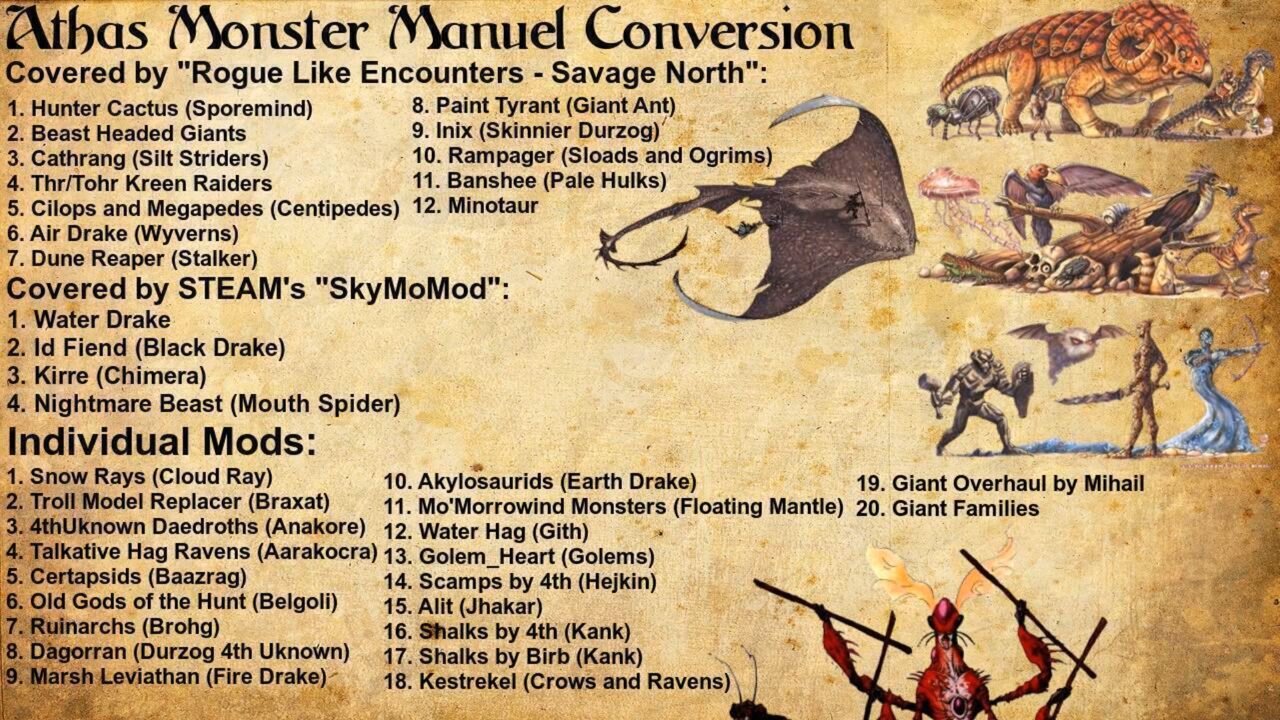 Athas Monster Manuel Conversion
Covered by "Rogue Like Encounters - Savage North":
1. Hunter Cactus (Sporemind)
2. Beast Headed Giants
3. Cathrang (Silt Striders)
4. Thr/Tohr Kreen Raiders
5. Cilops and Megapedes (Centipedes)
6. Air Drake (Wyverns)
7. Dune Reaper (Stalker)
8. Paint Tyrant (Giant Ant)
9. Inix (Skinnier Durzog)
10. Rampager (Sloads and Ogrims)
11. Banshee (Pale Hulks)
12. Minotaur
Covered by STEAM's "SkyMoMod":
1. Water Drake
2. Id Fiend (Black Drake)
3. Kirre (Chimera)
4. Nightmare Beast (Mouth Spider)
Individual Mods:
1. Snow Rays (Cloud Ray)
2. Troll Model Replacer (Braxat)
3. 4thUknown Daedroths (Anakore)
4. Talkative Hag Ravens (Aarakocra)
5. Certapsids (Baazrag)
6. Old Gods of the Hunt (Belgoli)
7. Ruinarchs (Brohg)
8. Dagorran (Durzog 4th Uknown)
9. Marsh Leviathan (Fire Drake)
10. Akylosaurids (Earth Drake)
11. Mo'Morrowind Monsters (Floating Mantle)
12. Water Hag (Gith)
13. Golem_Heart (Golems)
14. Scamps by 4th (Hejkin)
15. Alit (Jhakar)
16. Shalks by 4th (Kank)
17. Shalks by Birb (Kank)
18. Kestrekel (Crows and Ravens)
19. Giant Overhaul by Mihail
20. Giant Families